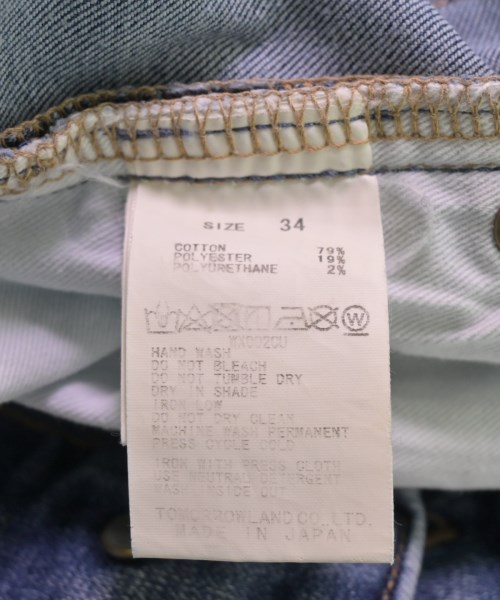 SIZE 34
COTTON 79%
POLYESTER 19%
POLYURETHANE 2%
W
HAND WASH
DO NOT BLEACH
DO NOT TUMBLE DRY
DRY IN SHADE
IRON LOW
DO NOT DRY CLEAN
MACHINE WASH PERMANENT
PRESS CYCLE COLD
IRON WITH PRESS CLOTH
USE NEUTRAL DETERGENT
WASH INSIDE OUT
TOMORROWLAND CO., LTD.
MADE IN JAPAN